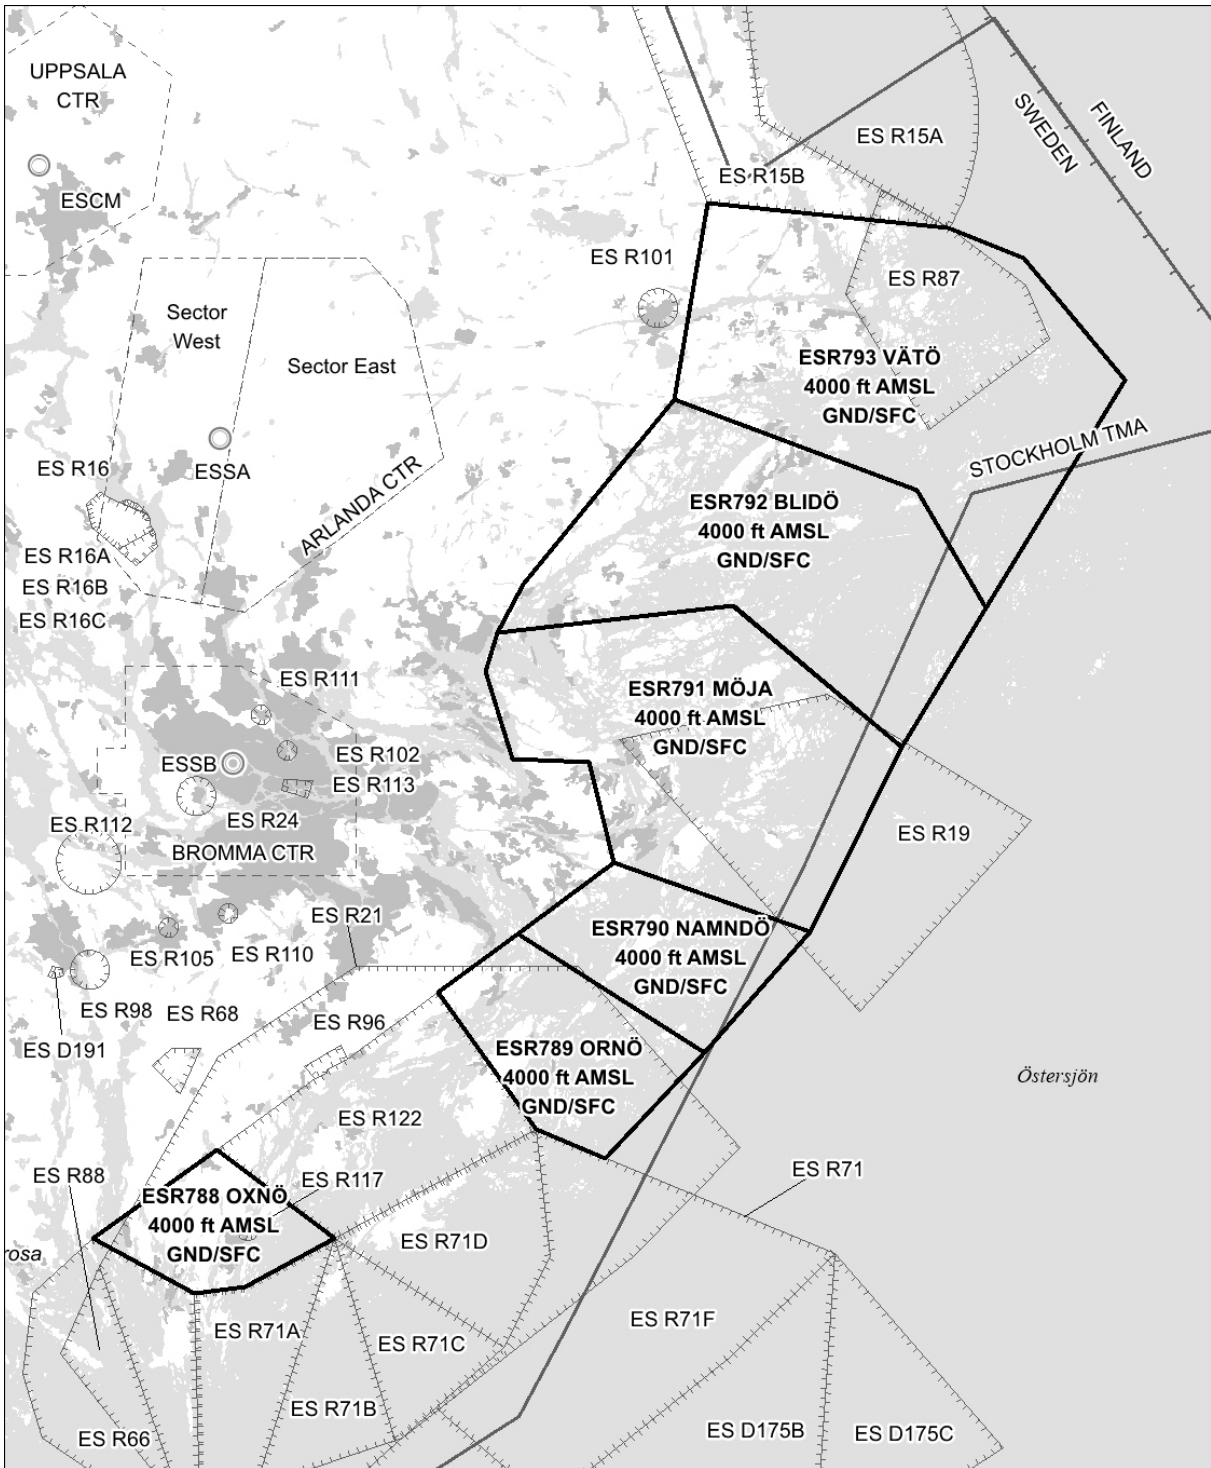 UPPSALA
CTR
ESCM
FINLAND
SWEDEN
ES R15A
ES R15B
ES R101
ES R87
Sector
West
Sector East
ESR793 VÄTÖ
4000 ft AMSL
GND/SFC
STOCKHOLM TMA
ES R16
ESSA
ARLANDA CTR
ESR792 BLIDÖ
4000 ft AMSL
GND/SFC
ES R16A
ES R16B
ES R16C
ES R111
ESR791 MÖJA
4000 ft AMSL
GND/SFC
ES R102
ESSB
ES R113
ES R112
ES R24
BROMMA CTR
ES R19
ES R21
ESR790 NAMNDÖ
4000 ft AMSL
GND/SFC
ES R105
ES R110
ES R98
ES R68
ES R96
ES D191
ESR789 ORNÖ
4000 ft AMSL
GND/SFC
Östersjön
ES R122
ES R88
ES R117
ES R71
ESR788 OXNÖ
4000 ft AMSL
GND/SFC
rosa
ES R71D
ES R71A
ES R71C
ES R71F
ES R71B
ES R66
ES D175B
ES D175C